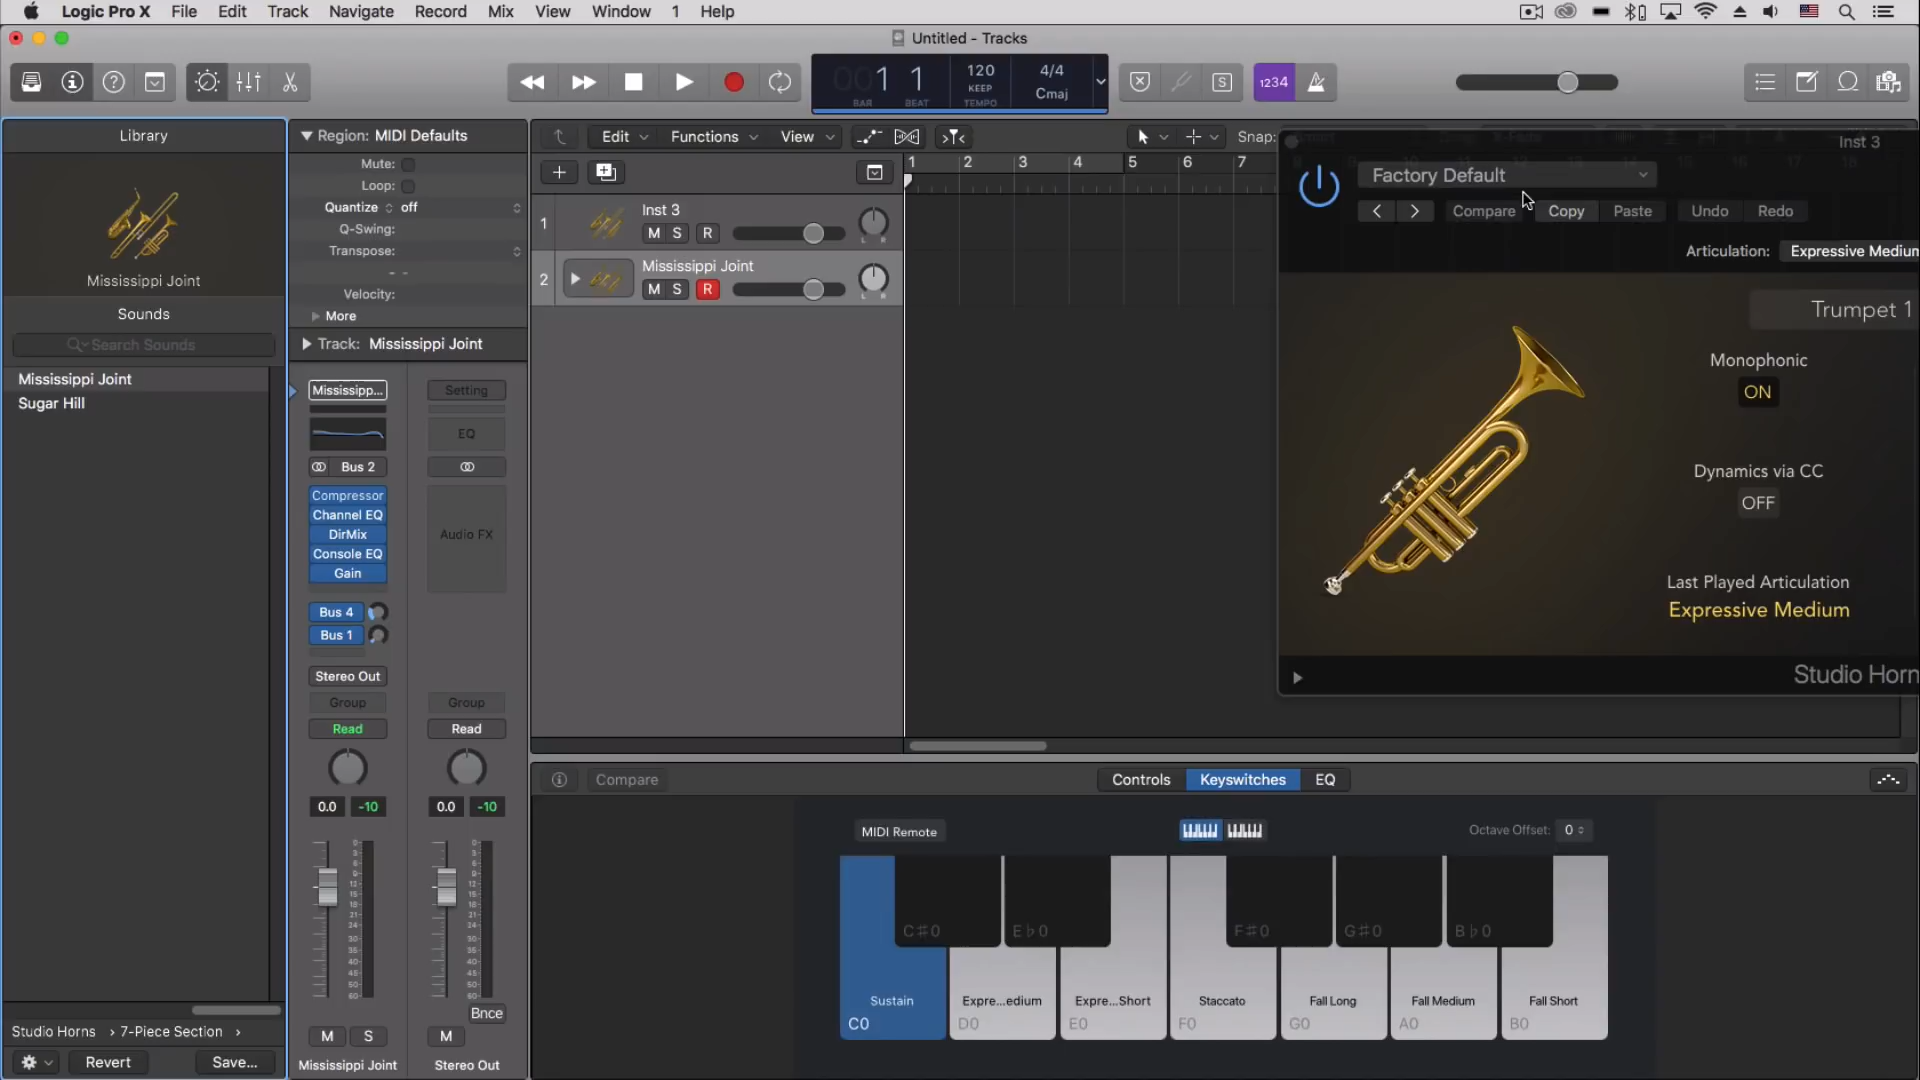 Logic Pro X File Edit Track Navigate Record Mix View Window 1 Help
Untitled - Tracks
001 1
BAR BEAT
120
KEEP
TEMPO
4/4
Cmaj
S
1234
Library
Mississippi Joint
Sounds
Search Sounds
Mississippi Joint
Sugar Hill
Studio Horns › 7-Piece Section ›
Revert
Save...
Region: MIDI Defaults
Mute:
Loop:
Quantize off
Q-Swing:
Transpose:
- -
Velocity:
More
Track: Mississippi Joint
Mississipp...
Bus 2
Compressor
Channel EQ
DirMix
Console EQ
Gain
Bus 4
Bus 1
Stereo Out
Group
Read
0.0 -10
M S
Mississippi Joint
Setting
EQ
Audio FX
Group
Read
0.0 -10
Bnce
M
Stereo Out
Edit Functions View Snap:
1 2 3 4 5 6 7
1 Inst 3
M S R
L R
2 Mississippi Joint
M S R
L R
Inst 3
Factory Default
Compare Copy Paste Undo Redo
Articulation: Expressive Medium
Trumpet 1
Monophonic
ON
Dynamics via CC
OFF
Last Played Articulation
Expressive Medium
Studio Horn
Compare
Controls Keyswitches EQ
MIDI Remote
Octave Offset: 0
C♯0 E♭0 F♯0 G♯0 B♭0
Sustain Expre...edium Expre...Short Staccato Fall Long Fall Medium Fall Short
C0 D0 E0 F0 G0 A0 B0